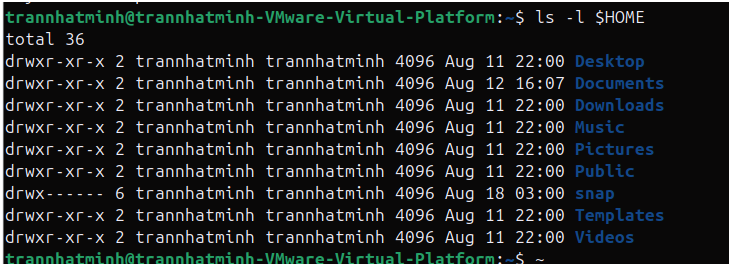 trannhatminh@trannhatminh-VMware-Virtual-Platform:~$ ls -l $HOME
total 36
drwxr-xr-x 2 trannhatminh trannhatminh 4096 Aug 11 22:00 Desktop
drwxr-xr-x 2 trannhatminh trannhatminh 4096 Aug 12 16:07 Documents
drwxr-xr-x 2 trannhatminh trannhatminh 4096 Aug 11 22:00 Downloads
drwxr-xr-x 2 trannhatminh trannhatminh 4096 Aug 11 22:00 Music
drwxr-xr-x 2 trannhatminh trannhatminh 4096 Aug 11 22:00 Pictures
drwxr-xr-x 2 trannhatminh trannhatminh 4096 Aug 11 22:00 Public
drwx------ 6 trannhatminh trannhatminh 4096 Aug 18 03:00 snap
drwxr-xr-x 2 trannhatminh trannhatminh 4096 Aug 11 22:00 Templates
drwxr-xr-x 2 trannhatminh trannhatminh 4096 Aug 11 22:00 Videos
trannhatminh@trannhatminh-VMware-Virtual-Platform:~$ ~